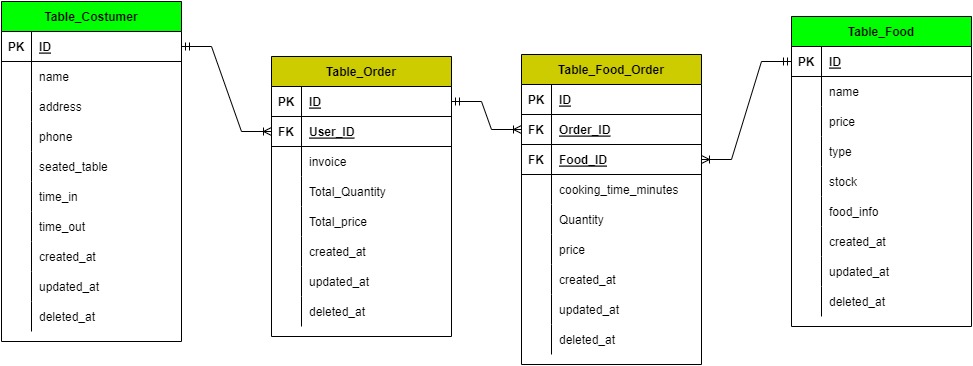 Table_Costumer
PK ID
name
address
phone
seated_table
time_in
time_out
created_at
updated_at
deleted_at
Table_Order
PK ID
FK User_ID
invoice
Total_Quantity
Total_price
created_at
updated_at
deleted_at
Table_Food_Order
PK ID
FK Order_ID
FK Food_ID
cooking_time_minutes
Quantity
price
created_at
updated_at
deleted_at
Table_Food
PK ID
name
price
type
stock
food_info
created_at
updated_at
deleted_at